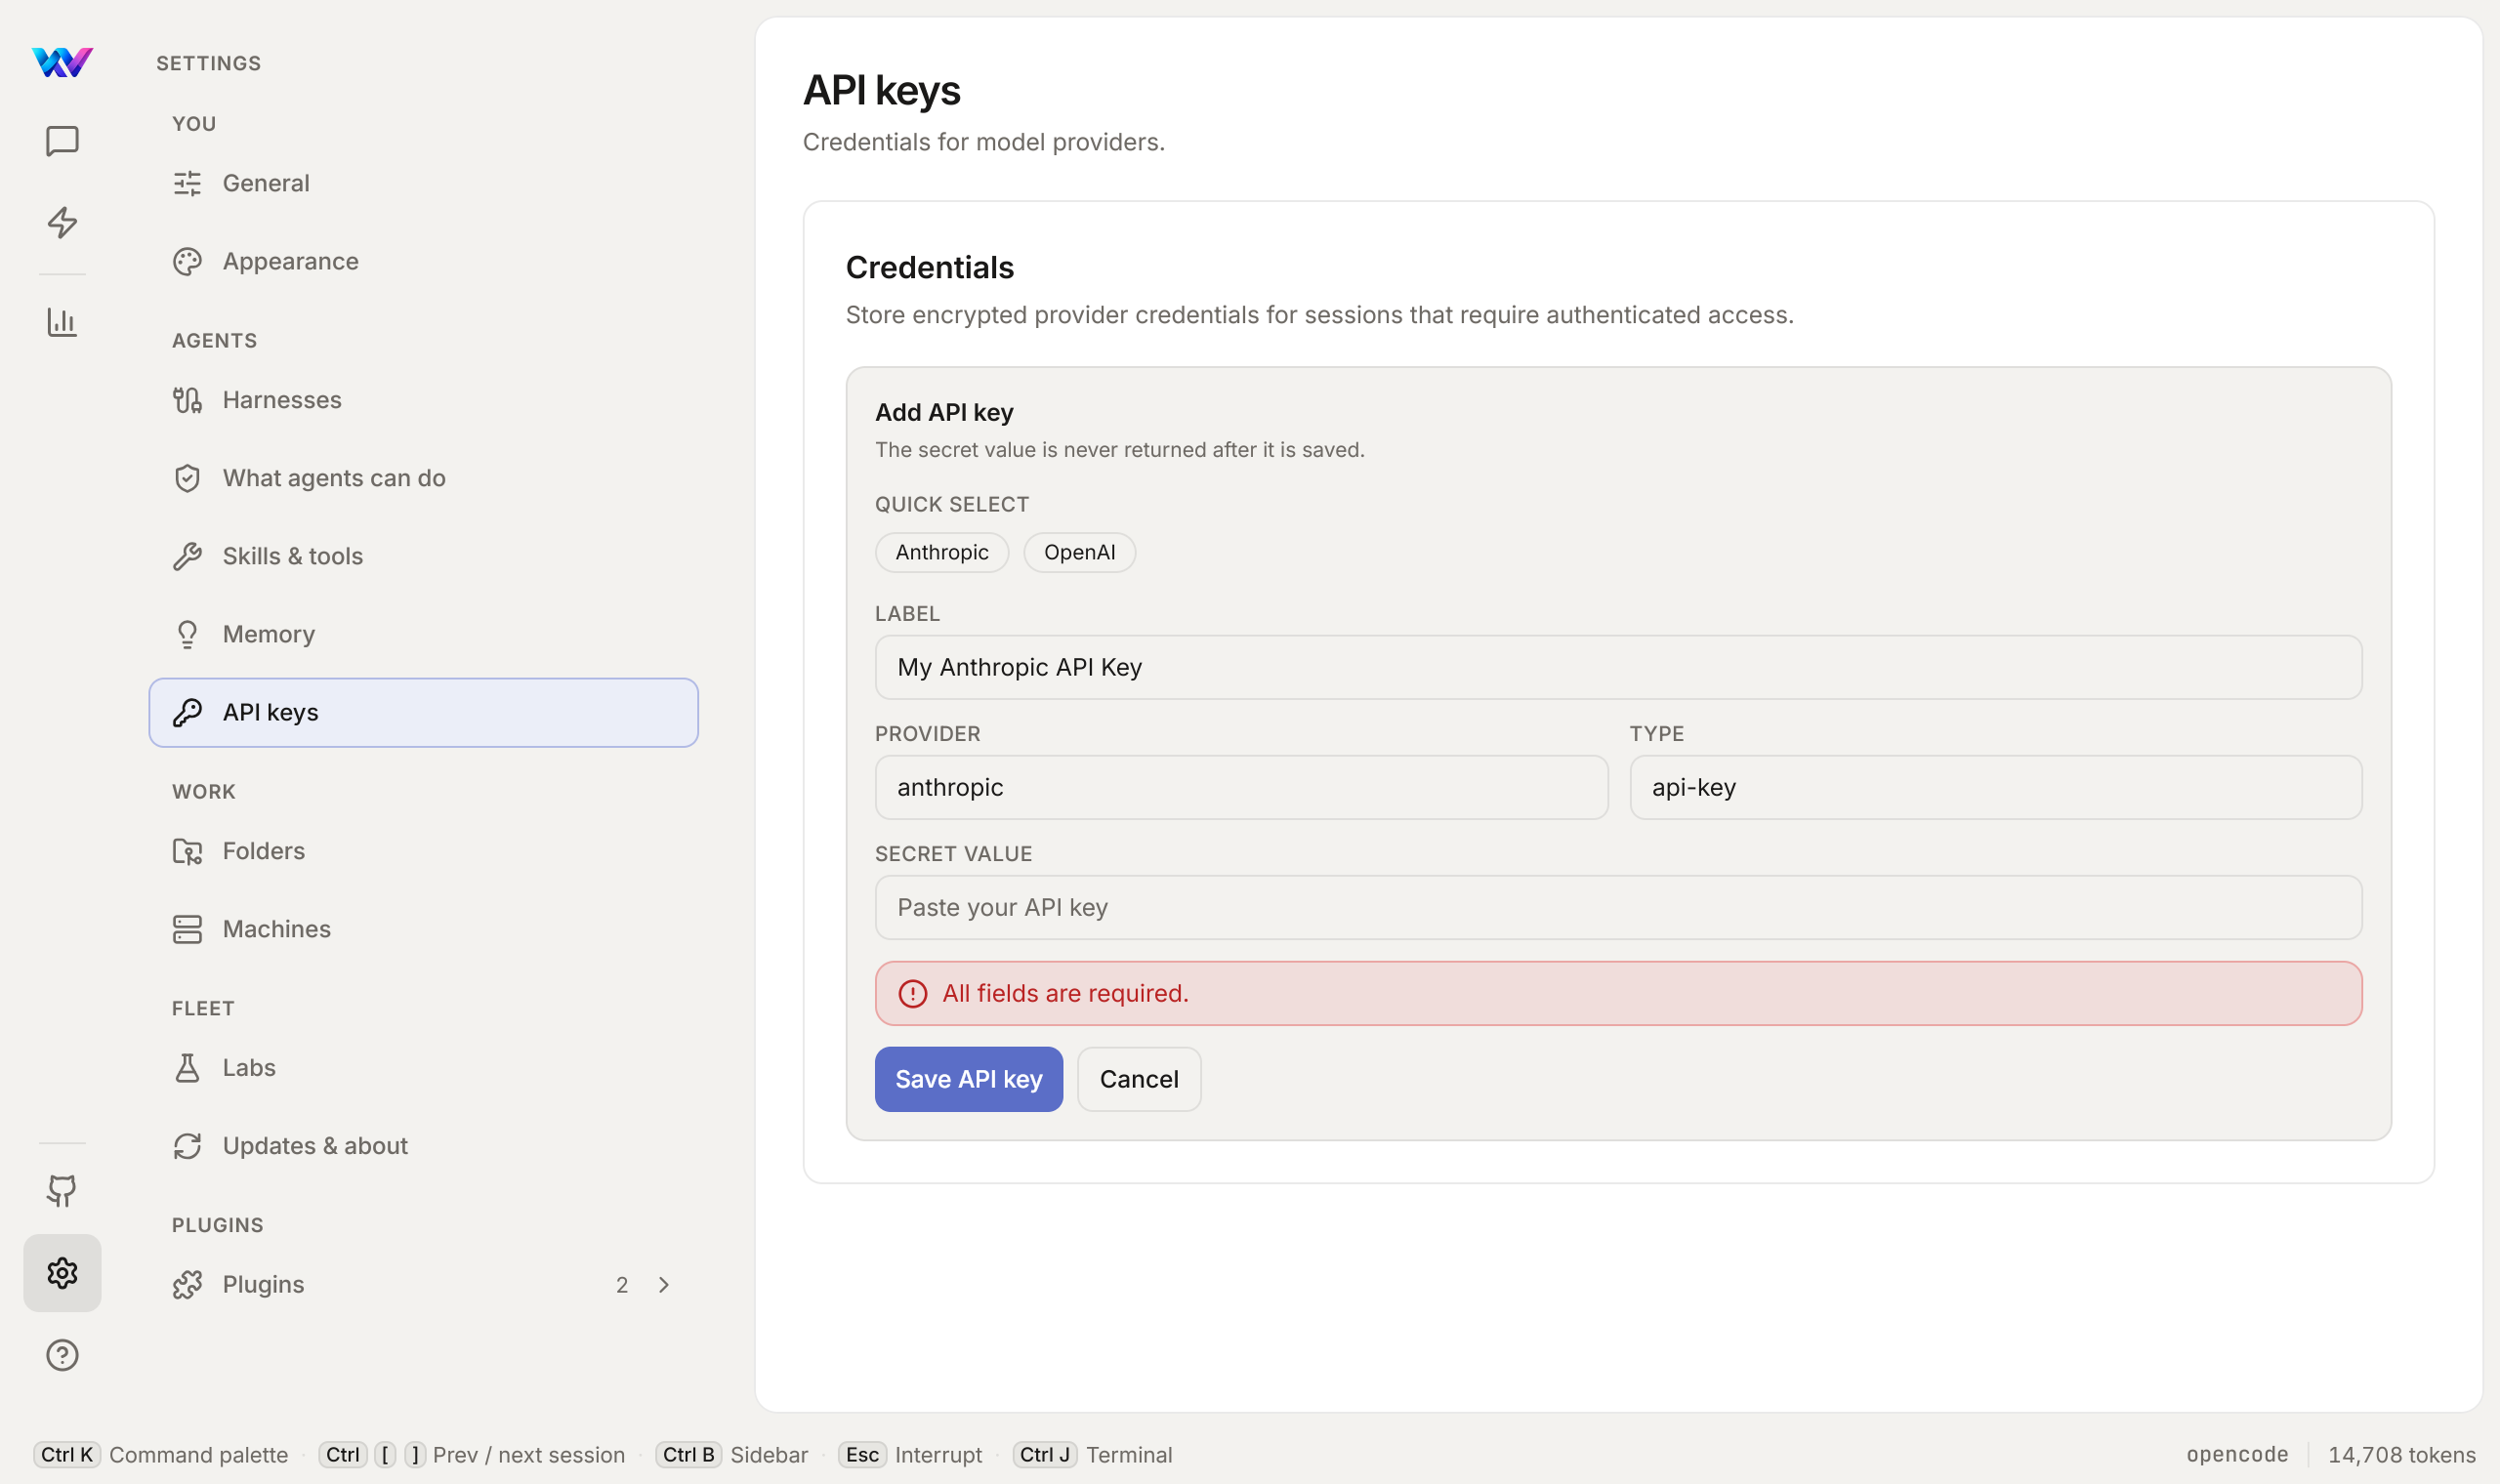 SETTINGS
YOU
General
Appearance
AGENTS
Harnesses
What agents can do
Skills & tools
Memory
API keys
WORK
Folders
Machines
FLEET
Labs
Updates & about
PLUGINS
Plugins 2
API keys
Credentials for model providers.
Credentials
Store encrypted provider credentials for sessions that require authenticated access.
Add API key
The secret value is never returned after it is saved.
QUICK SELECT
Anthropic OpenAI
LABEL
My Anthropic API Key
PROVIDER TYPE
anthropic api-key
SECRET VALUE
Paste your API key
All fields are required.
Save API key Cancel
Ctrl K Command palette · Ctrl [ ] Prev / next session · Ctrl B Sidebar · Esc Interrupt · Ctrl J Terminal opencode 14,708 tokens